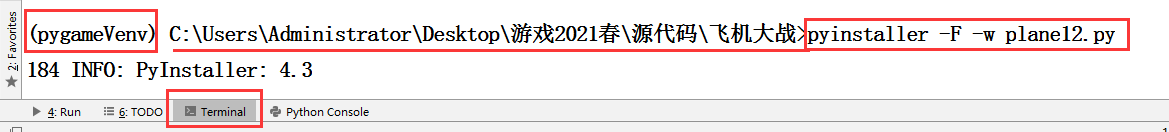 2: Favorites
(pygameVenv) C:\Users\Administrator\Desktop\游戏2021春\源代码\飞机大战>pyinstaller -F -w plane12.py
184 INFO: PyInstaller: 4.3
4: Run 6: TODO Terminal Python Console